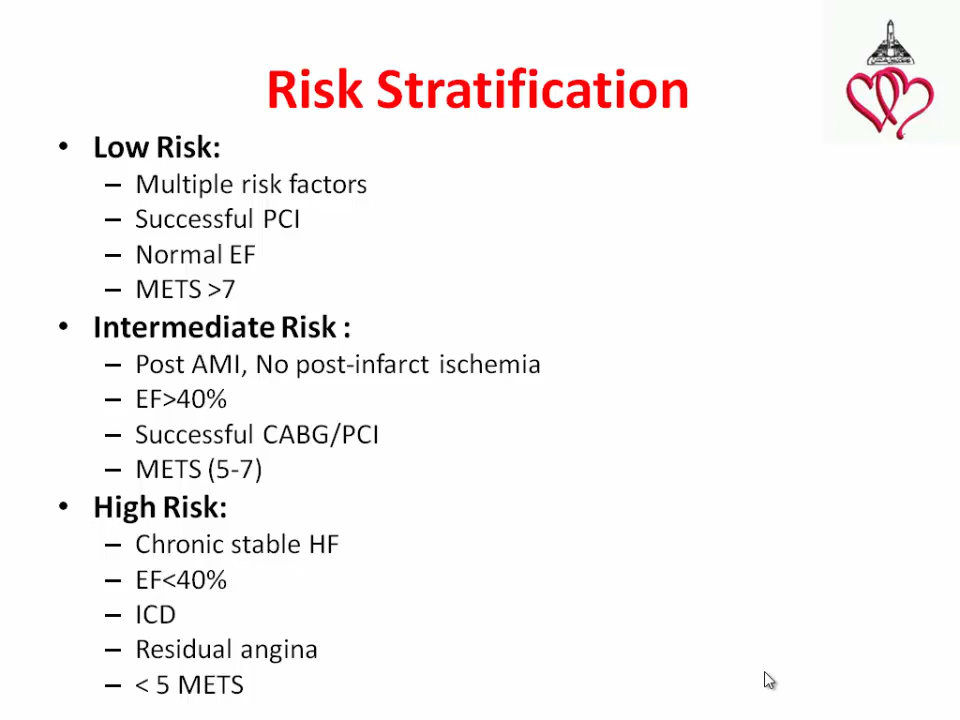 Risk Stratification
• Low Risk:
– Multiple risk factors
– Successful PCI
– Normal EF
– METS >7
• Intermediate Risk :
– Post AMI, No post-infarct ischemia
– EF>40%
– Successful CABG/PCI
– METS (5-7)
• High Risk:
– Chronic stable HF
– EF<40%
– ICD
– Residual angina
– < 5 METS